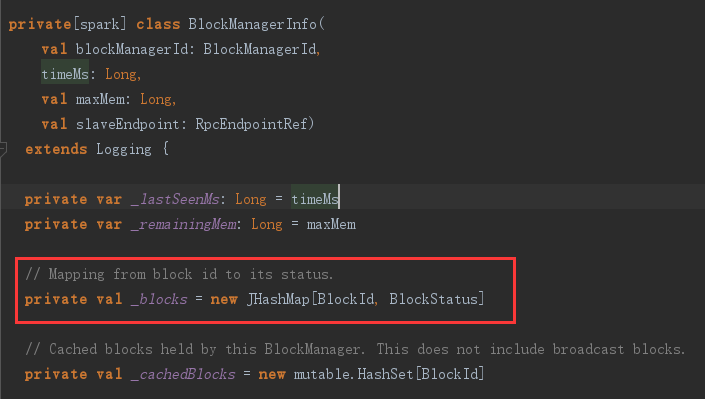 private[spark] class BlockManagerInfo(
val blockManagerId: BlockManagerId,
timeMs: Long,
val maxMem: Long,
val slaveEndpoint: RpcEndpointRef)
extends Logging {
private var _lastSeenMs: Long = timeMs
private var _remainingMem: Long = maxMem
// Mapping from block id to its status.
private val _blocks = new JHashMap[BlockId, BlockStatus]
// Cached blocks held by this BlockManager. This does not include broadcast blocks.
private val _cachedBlocks = new mutable.HashSet[BlockId]